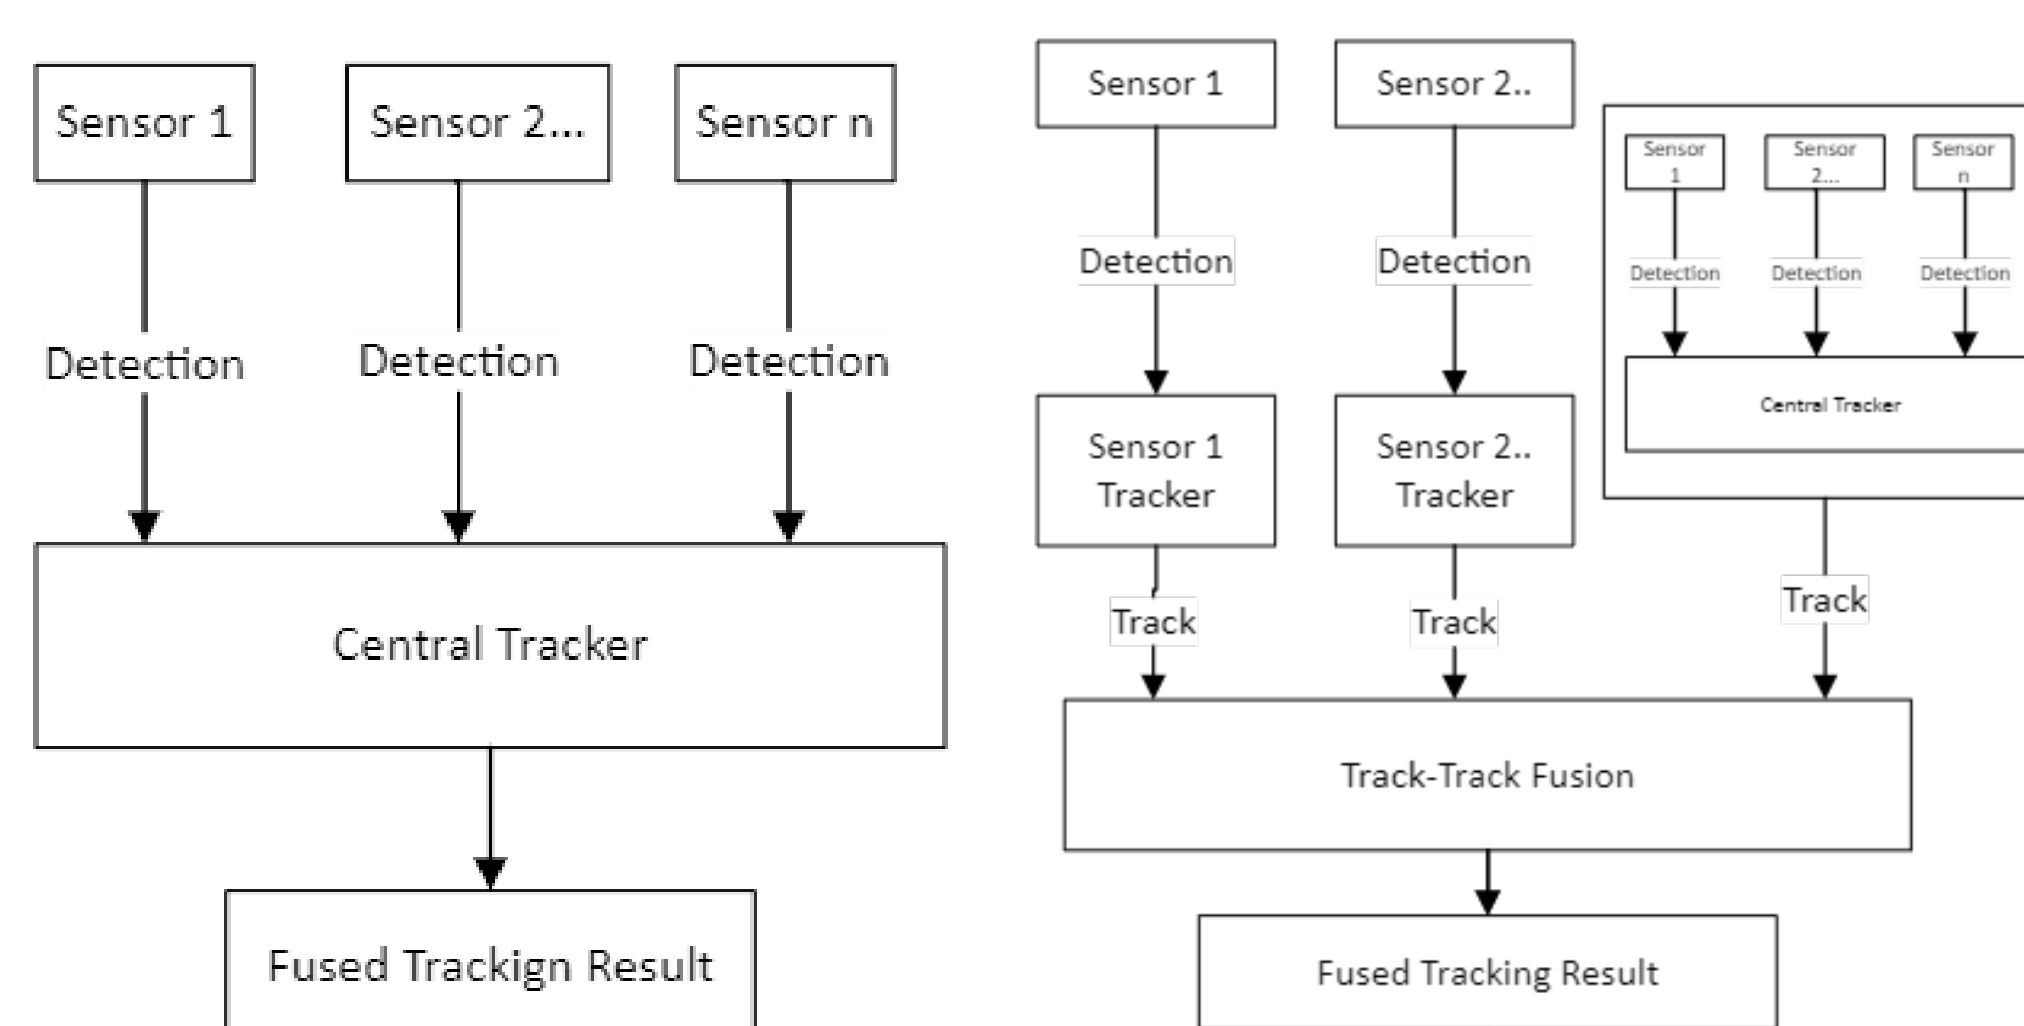 Sensor 1
Sensor 2...
Sensor n
Detection
Detection
Detection
Central Tracker
Fused Trackign Result
Sensor 1
Sensor 2..
Detection
Detection
Sensor 1
Tracker
Sensor 2..
Tracker
Sensor
1
Sensor
2...
Sensor
n
Detection
Detection
Detection
Central Tracker
Track
Track
Track
Track-Track Fusion
Fused Tracking Result